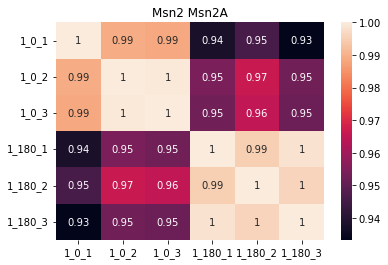 Msn2 Msn2A
1_0_1 1 0.99 0.99 0.94 0.95 0.93
1_0_2 0.99 1 1 0.95 0.97 0.95
1_0_3 0.99 1 1 0.95 0.96 0.95
1_180_1 0.94 0.95 0.95 1 0.99 1
1_180_2 0.95 0.97 0.96 0.99 1 1
1_180_3 0.93 0.95 0.95 1 1 1
1_0_1 1_0_2 1_0_3 1_180_1 1_180_2 1_180_3
1.00
0.99
0.98
0.97
0.96
0.95
0.94